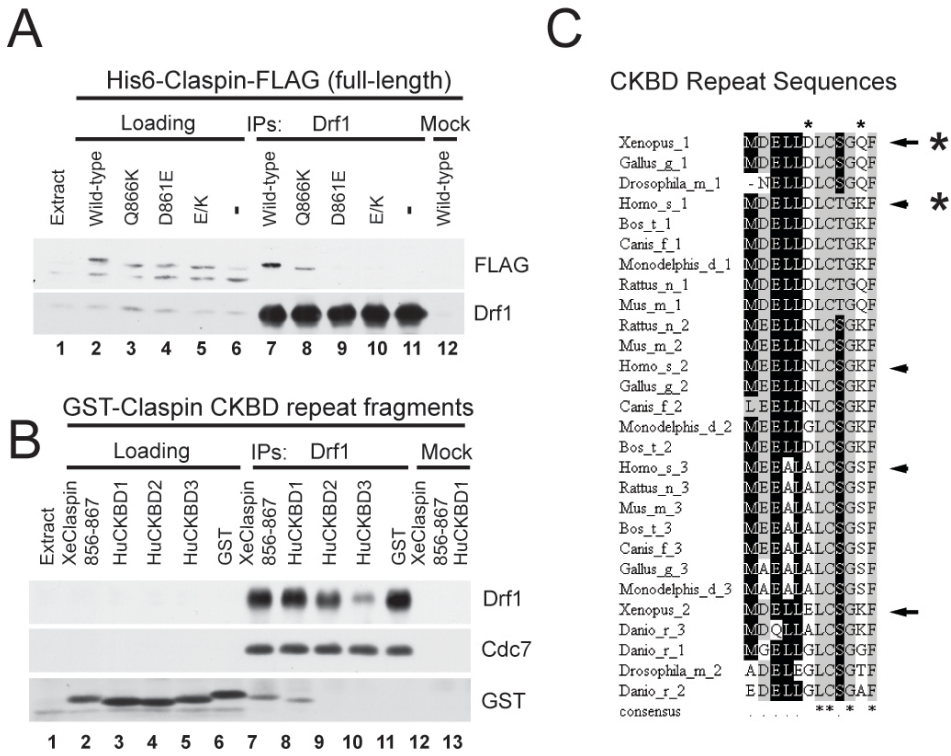 A
His6-Claspin-FLAG (full-length)
Loading IPs: Drf1 Mock
Extract Wild-type Q866K D861E E/K - Wild-type Q866K D861E E/K - Wild-type
FLAG
Drf1
1 2 3 4 5 6 7 8 9 10 11 12
B
GST-Claspin CKBD repeat fragments
Loading IPs: Drf1 Mock
Extract XeClaspin 856-867 HuCKBD1 HuCKBD2 HuCKBD3 GST XeClaspin 856-867 HuCKBD1 HuCKBD2 HuCKBD3 GST XeClaspin 856-867 HuCKBD1
Drf1
Cdc7
GST
1 2 3 4 5 6 7 8 9 10 11 12 13
C
CKBD Repeat Sequences
* *
Xenopus_1 MDELLDLCSGQF *
Gallus_g_1 MDELLDLCSGQF
Drosophila_m_1 -NELLDLCSGQF
Homo_s_1 MDELLDLCTGKF *
Bos_t_1 MDELLDLCTGKF
Canis_f_1 MDELLDLCTGKF
Monodelphis_d_1 MDELLDLCTGKF
Rattus_n_1 MDELLDLCTGQF
Mus_m_1 MDELLDLCTGQF
Rattus_n_2 MEELLNLCSGKF
Mus_m_2 MEELLNLCSGKF
Homo_s_2 MEELLNLCSGKF
Gallus_g_2 MEELLNLCSGKF
Canis_f_2 LEELLNLCSGKF
Monodelphis_d_2 MEELLGLCSGKF
Bos_t_2 MEELLDLCSGKF
Homo_s_3 MEEALALCSGSF
Rattus_n_3 MEEALALCSGSF
Mus_m_3 MEEALALCSGSF
Bos_t_3 MEEALALCSGSF
Canis_f_3 MEEALALCSGSF
Gallus_g_3 MAEALALCSGSF
Monodelphis_d_3 MAEALALCSGSF
Xenopus_2 MDELLELCSGKF
Danio_r_3 MDQLLALCSGKF
Danio_r_1 MGELLGLCSGGF
Drosophila_m_2 ADELEGLCSGTF
Danio_r_2 EDELLGLCSGAF
consensus . . . . . ** * *